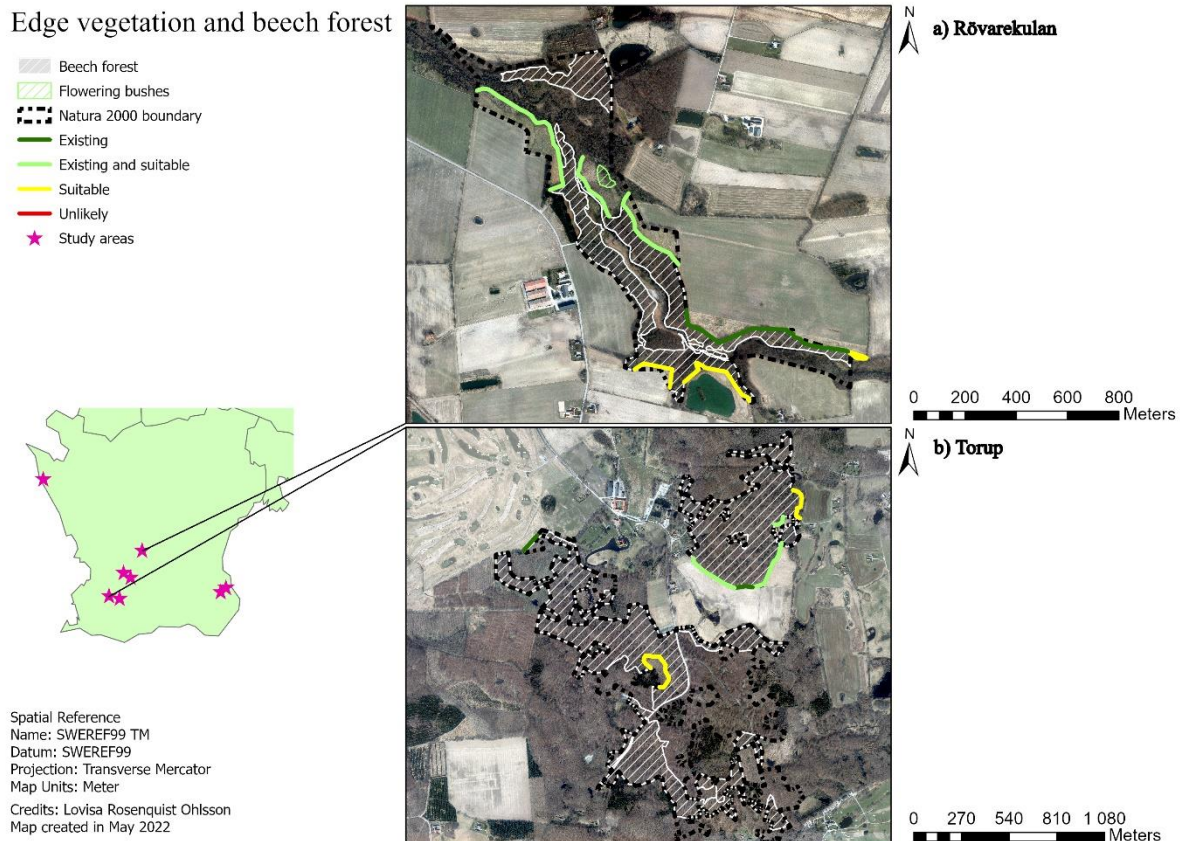 Edge vegetation and beech forest
Beech forest
Flowering bushes
Natura 2000 boundary
Existing
Existing and suitable
Suitable
Unlikely
Study areas
Spatial Reference
Name: SWEREF99 TM
Datum: SWEREF99
Projection: Transverse Mercator
Map Units: Meter
Credits: Lovisa Rosenquist Ohlsson
Map created in May 2022
N
a) Rövarekulan
0 200 400 600 800
Meters
N
b) Torup
0 270 540 810 1 080
Meters